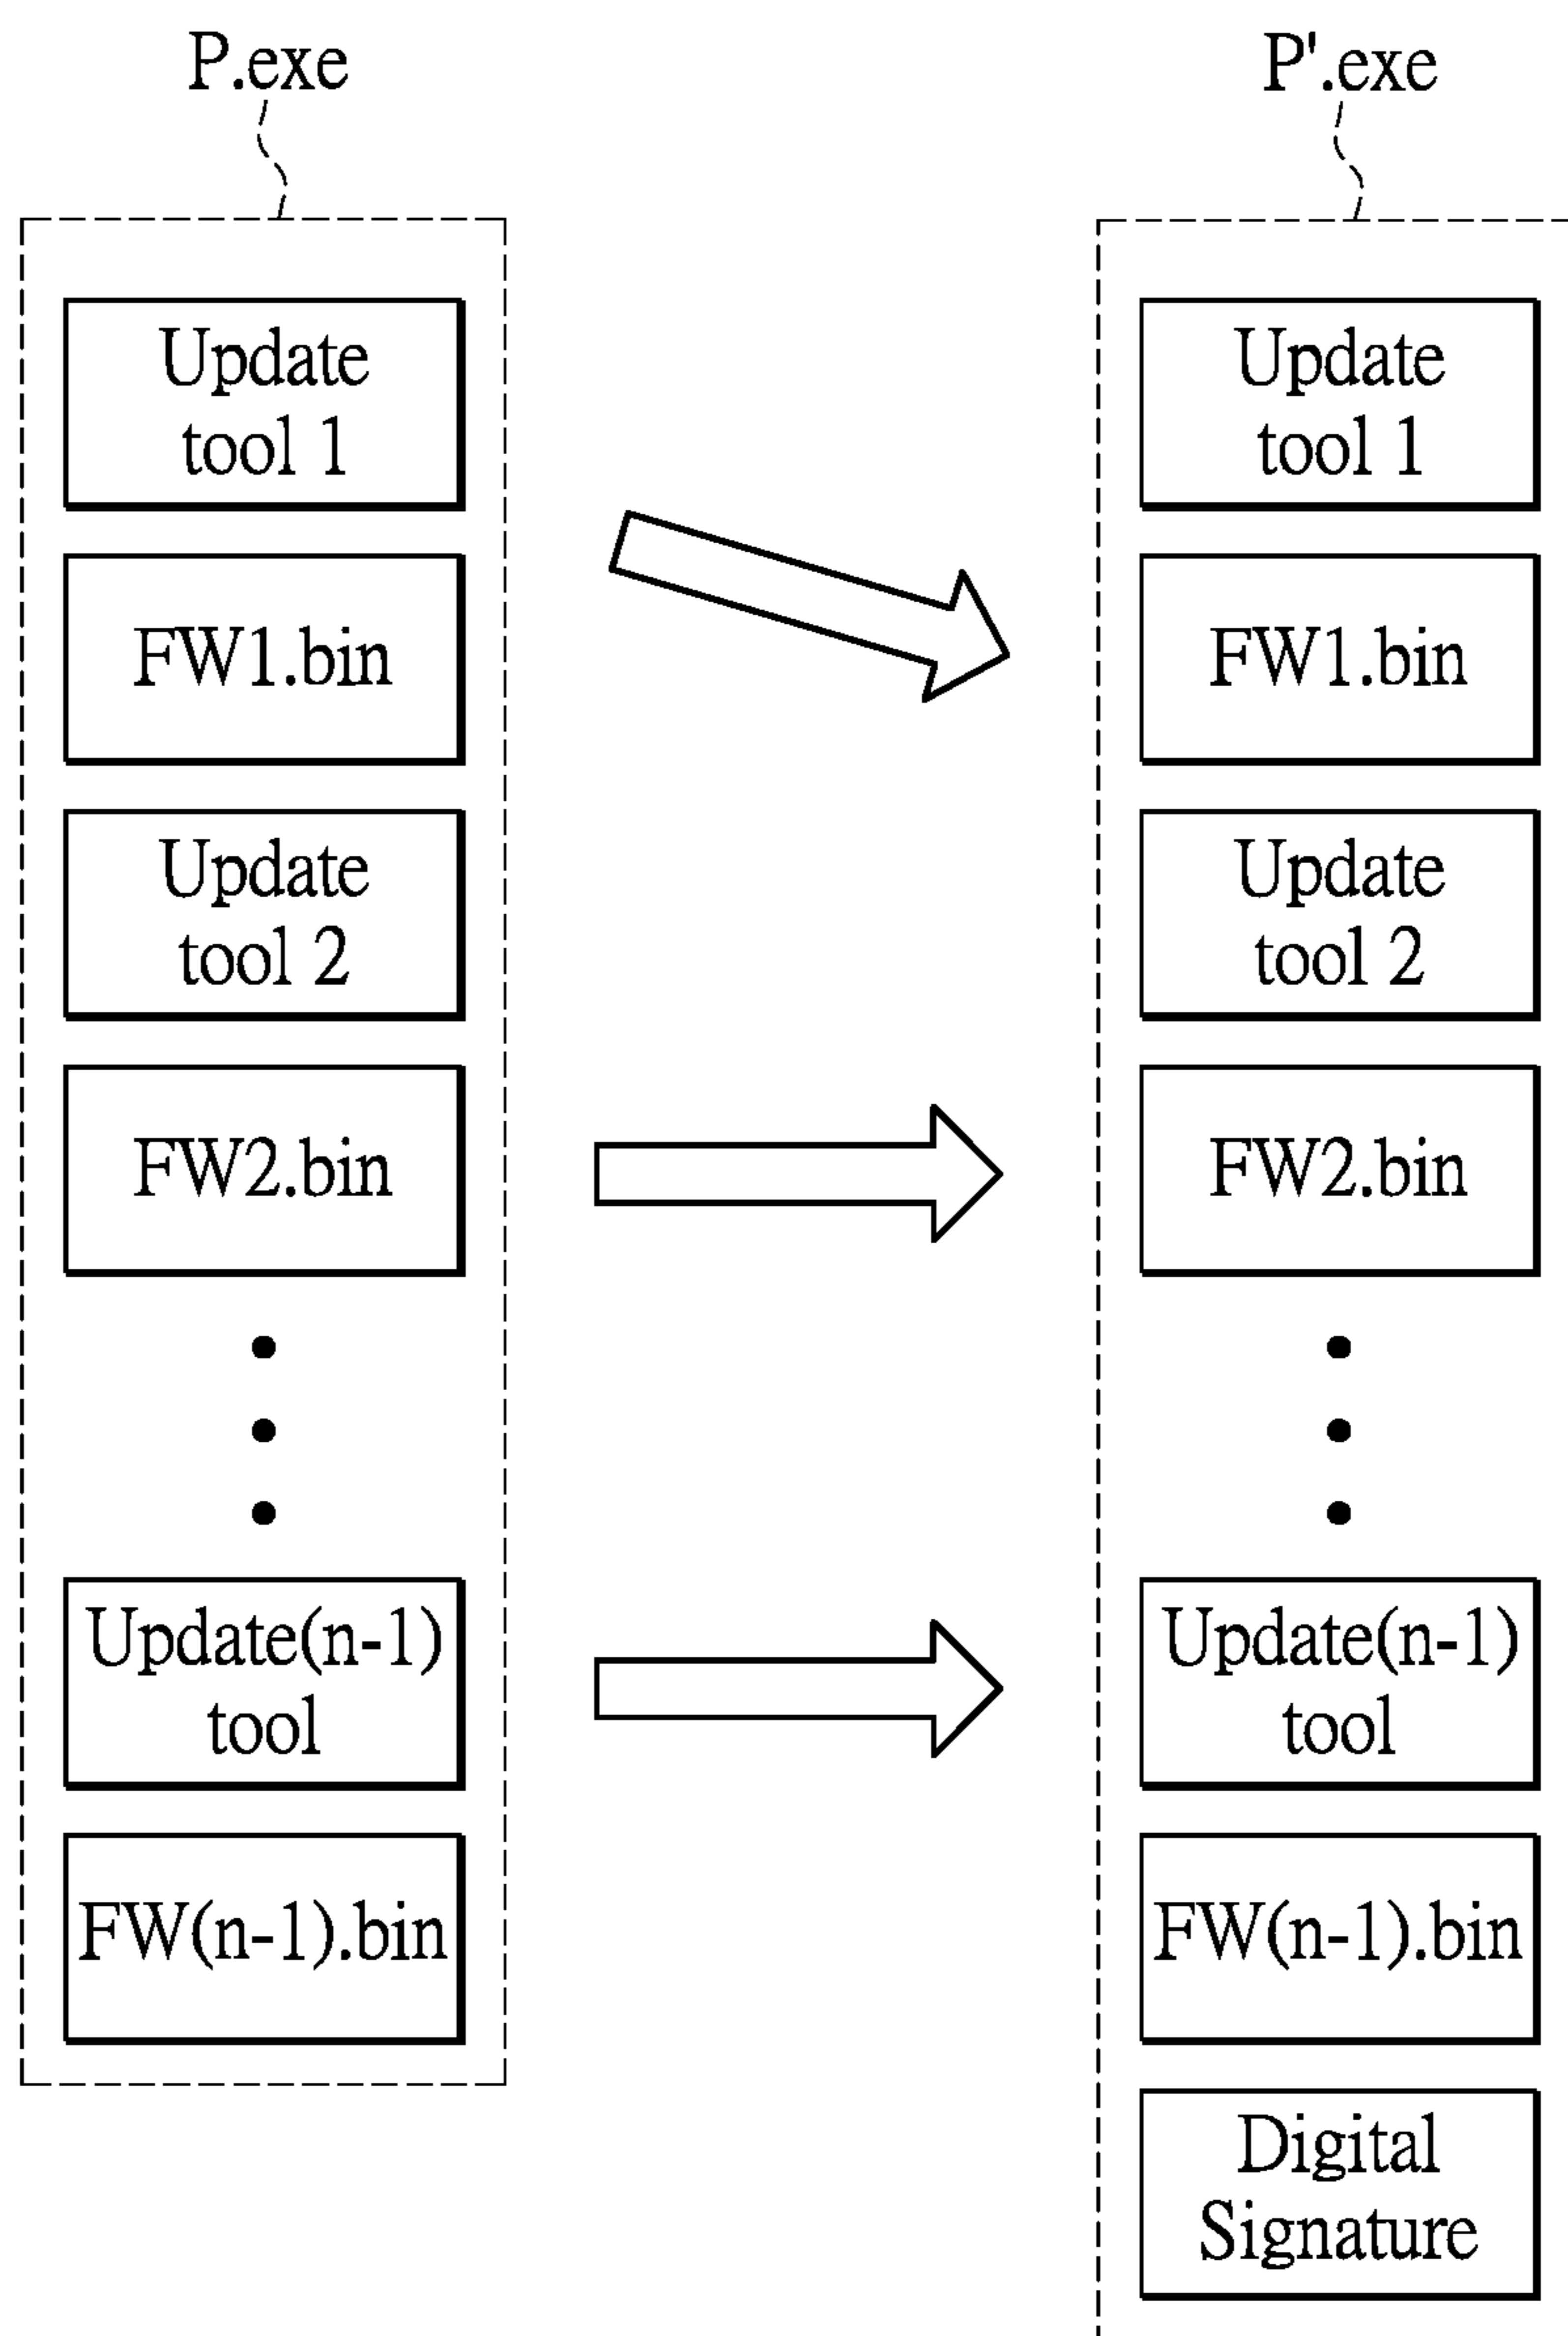 P.exe
Update
tool 1
FW1.bin
Update
tool 2
FW2.bin
Update(n-1)
tool
FW(n-1).bin
P'.exe
Update
tool 1
FW1.bin
Update
tool 2
FW2.bin
Update(n-1)
tool
FW(n-1).bin
Digital
Signature